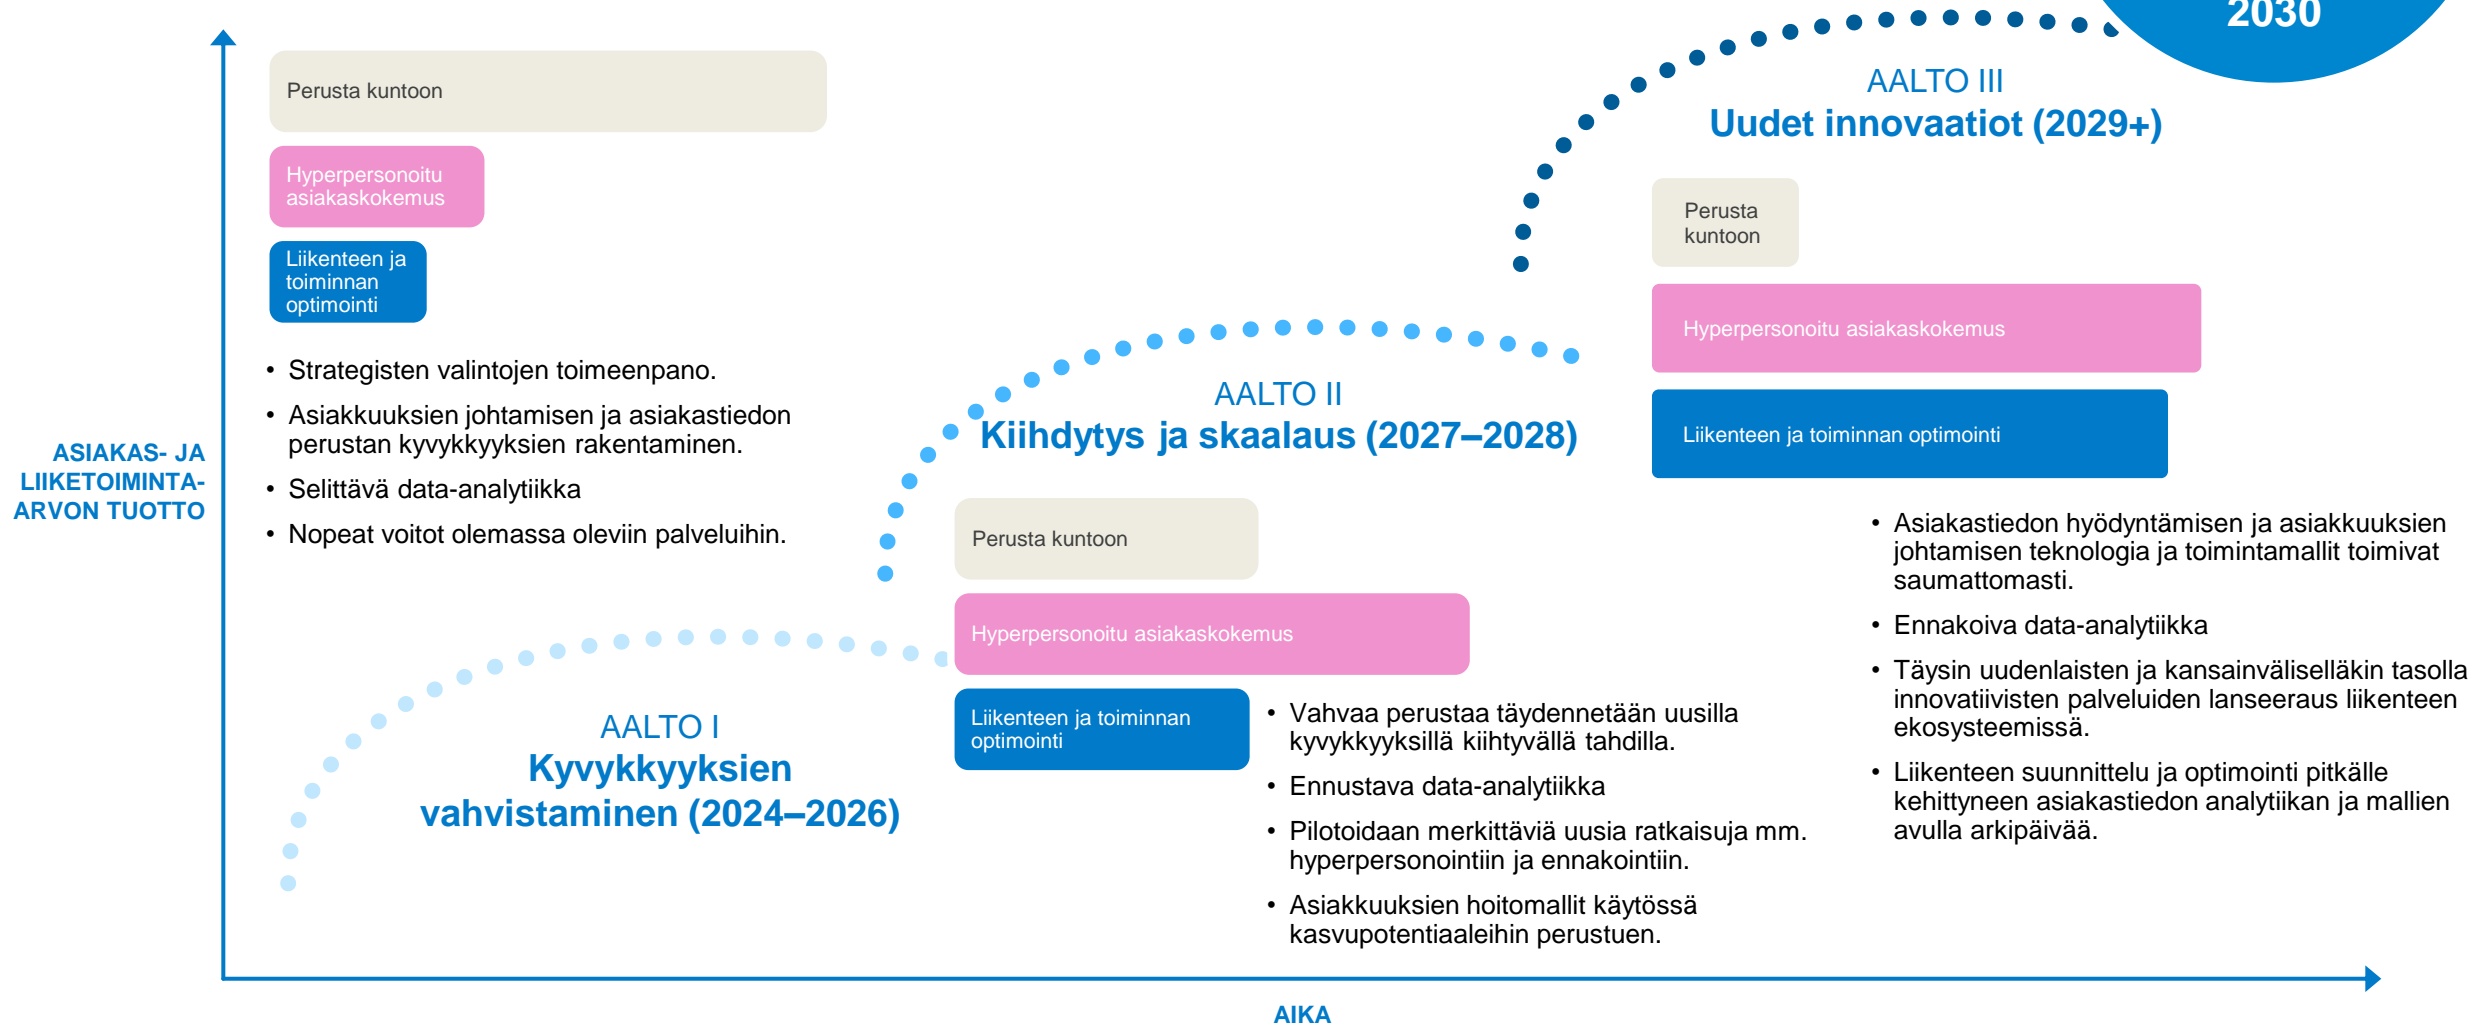 2030
Perusta kuntoon
Hyperpersonoitu
asiakaskokemus
Liikenteen ja
toiminnan
optimointi
• Strategisten valintojen toimeenpano.
• Asiakkuuksien johtamisen ja asiakastiedon
perustan kyvykkyyksien rakentaminen.
• Selittävä data-analytiikka
• Nopeat voitot olemassa oleviin palveluihin.
ASIAKAS- JA
LIIKETOIMINTA-
ARVON TUOTTO
AALTO I
Kyvykkyyksien
vahvistaminen (2024–2026)
AALTO II
Kiihdytys ja skaalaus (2027–2028)
Perusta kuntoon
Hyperpersonoitu asiakaskokemus
Liikenteen ja toiminnan
optimointi
• Vahvaa perustaa täydennetään uusilla
kyvykkyyksillä kiihtyvällä tahdilla.
• Ennustava data-analytiikka
• Pilotoidaan merkittäviä uusia ratkaisuja mm.
hyperpersonointiin ja ennakointiin.
• Asiakkuuksien hoitomallit käytössä
kasvupotentiaaleihin perustuen.
AALTO III
Uudet innovaatiot (2029+)
Perusta
kuntoon
Hyperpersonoitu asiakaskokemus
Liikenteen ja toiminnan optimointi
• Asiakastiedon hyödyntämisen ja asiakkuuksien
johtamisen teknologia ja toimintamallit toimivat
saumattomasti.
• Ennakoiva data-analytiikka
• Täysin uudenlaisten ja kansainväliselläkin tasolla
innovatiivisten palveluiden lanseeraus liikenteen
ekosysteemissä.
• Liikenteen suunnittelu ja optimointi pitkälle
kehittyneen asiakastiedon analytiikan ja mallien
avulla arkipäivää.
AIKA